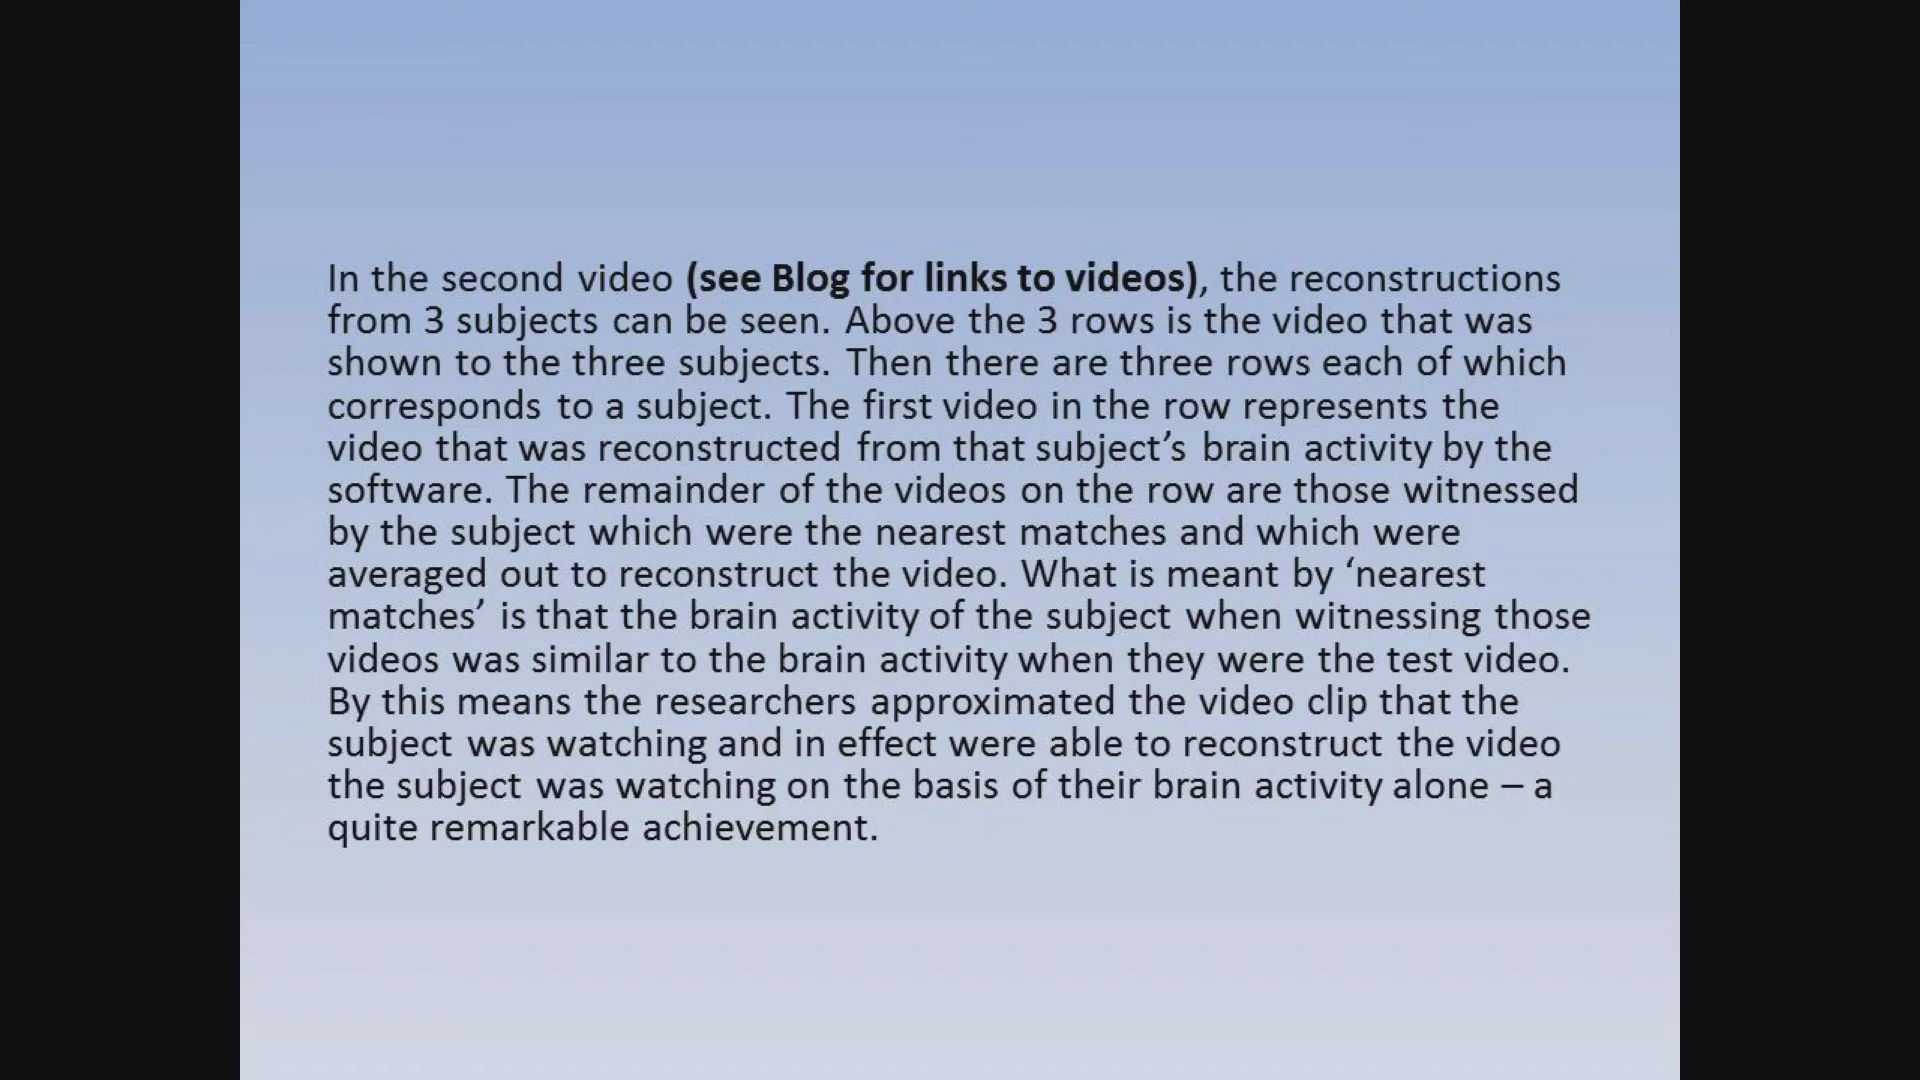 In the second video (see Blog for links to videos), the reconstructions
from 3 subjects can be seen. Above the 3 rows is the video that was
shown to the three subjects. Then there are three rows each of which
corresponds to a subject. The first video in the row represents the
video that was reconstructed from that subject’s brain activity by the
software. The remainder of the videos on the row are those witnessed
by the subject which were the nearest matches and which were
averaged out to reconstruct the video. What is meant by ‘nearest
matches’ is that the brain activity of the subject when witnessing those
videos was similar to the brain activity when they were the test video.
By this means the researchers approximated the video clip that the
subject was watching and in effect were able to reconstruct the video
the subject was watching on the basis of their brain activity alone – a
quite remarkable achievement.